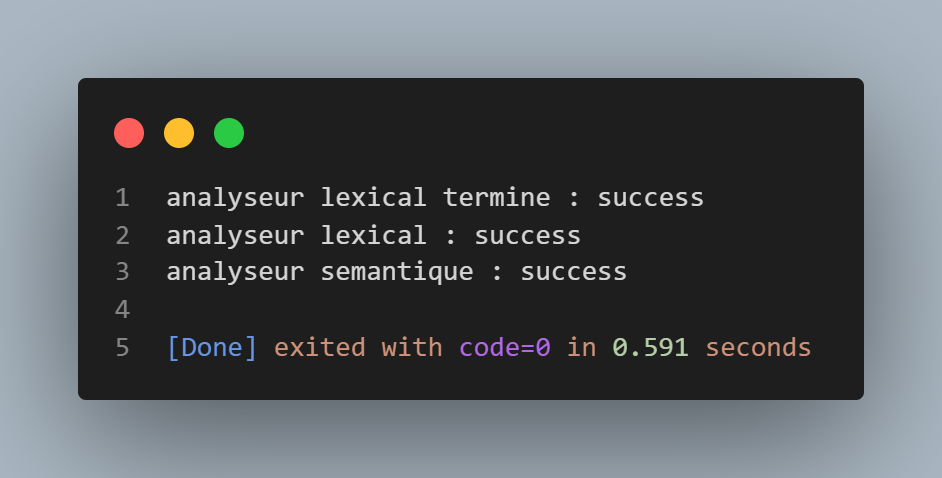 1 analyseur lexical termine : success
2 analyseur lexical : success
3 analyseur semantique : success
4
5 [Done] exited with code=0 in 0.591 seconds